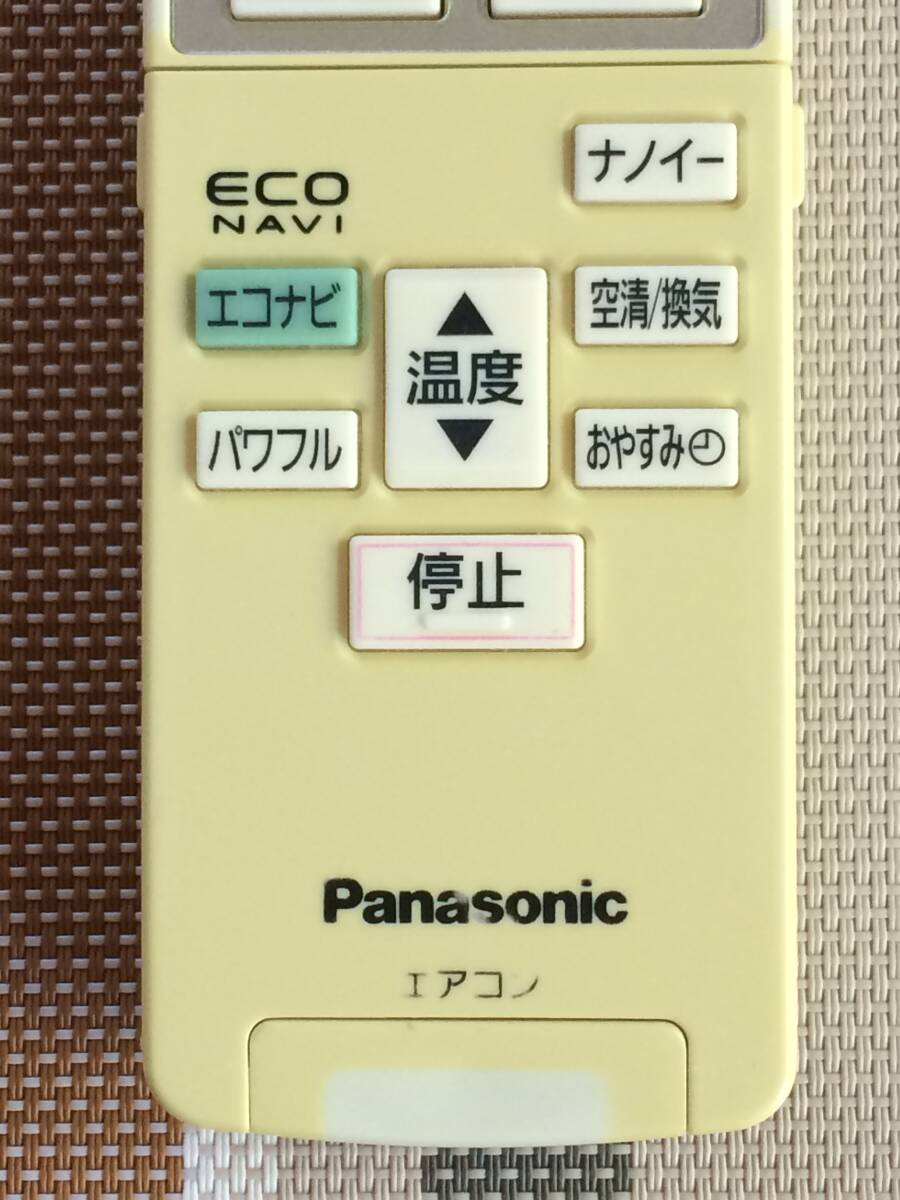 ナノイー
ECO
NAVI
エコナビ
▲
温度
▼
空清/換気
パワフル
おやすみ
停止
Panasonic
エアコン